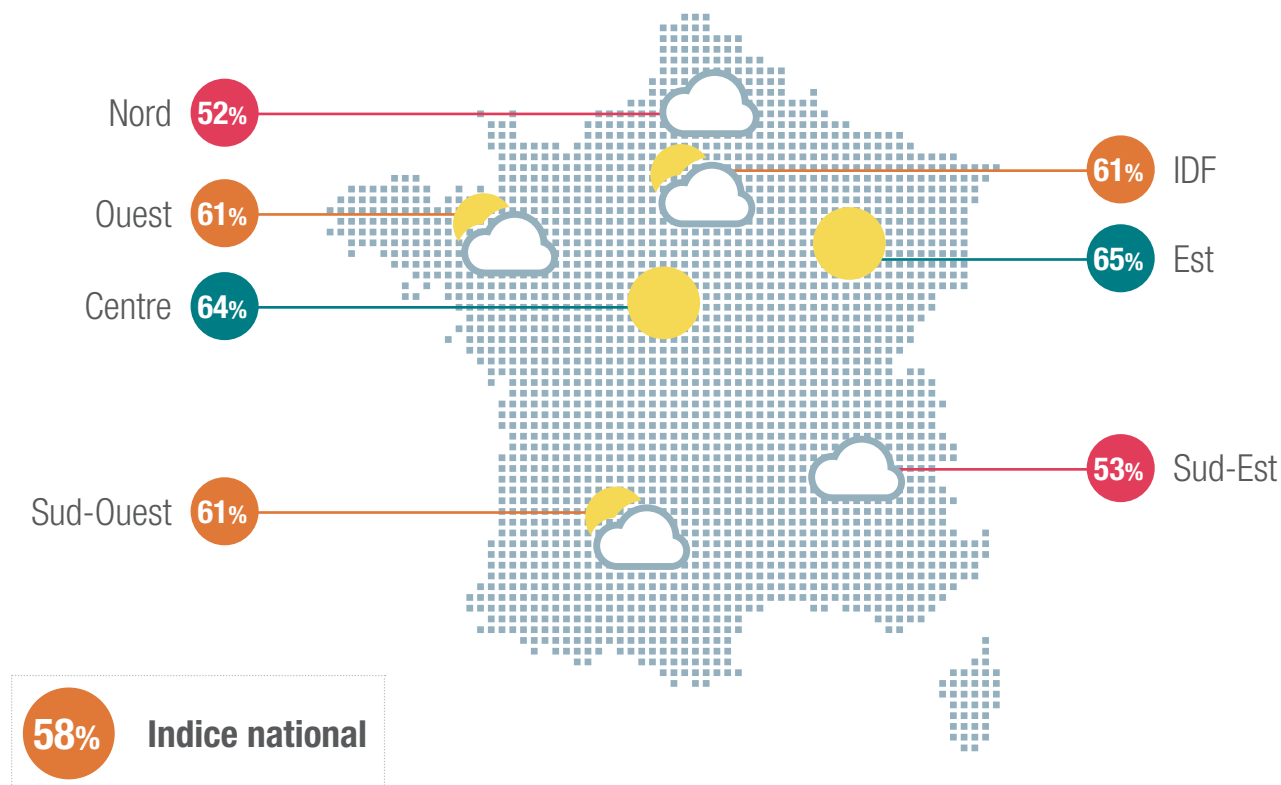 Nord 52%
Ouest 61%
Centre 64%
Sud-Ouest 61%
61% IDF
65% Est
53% Sud-Est
58% Indice national